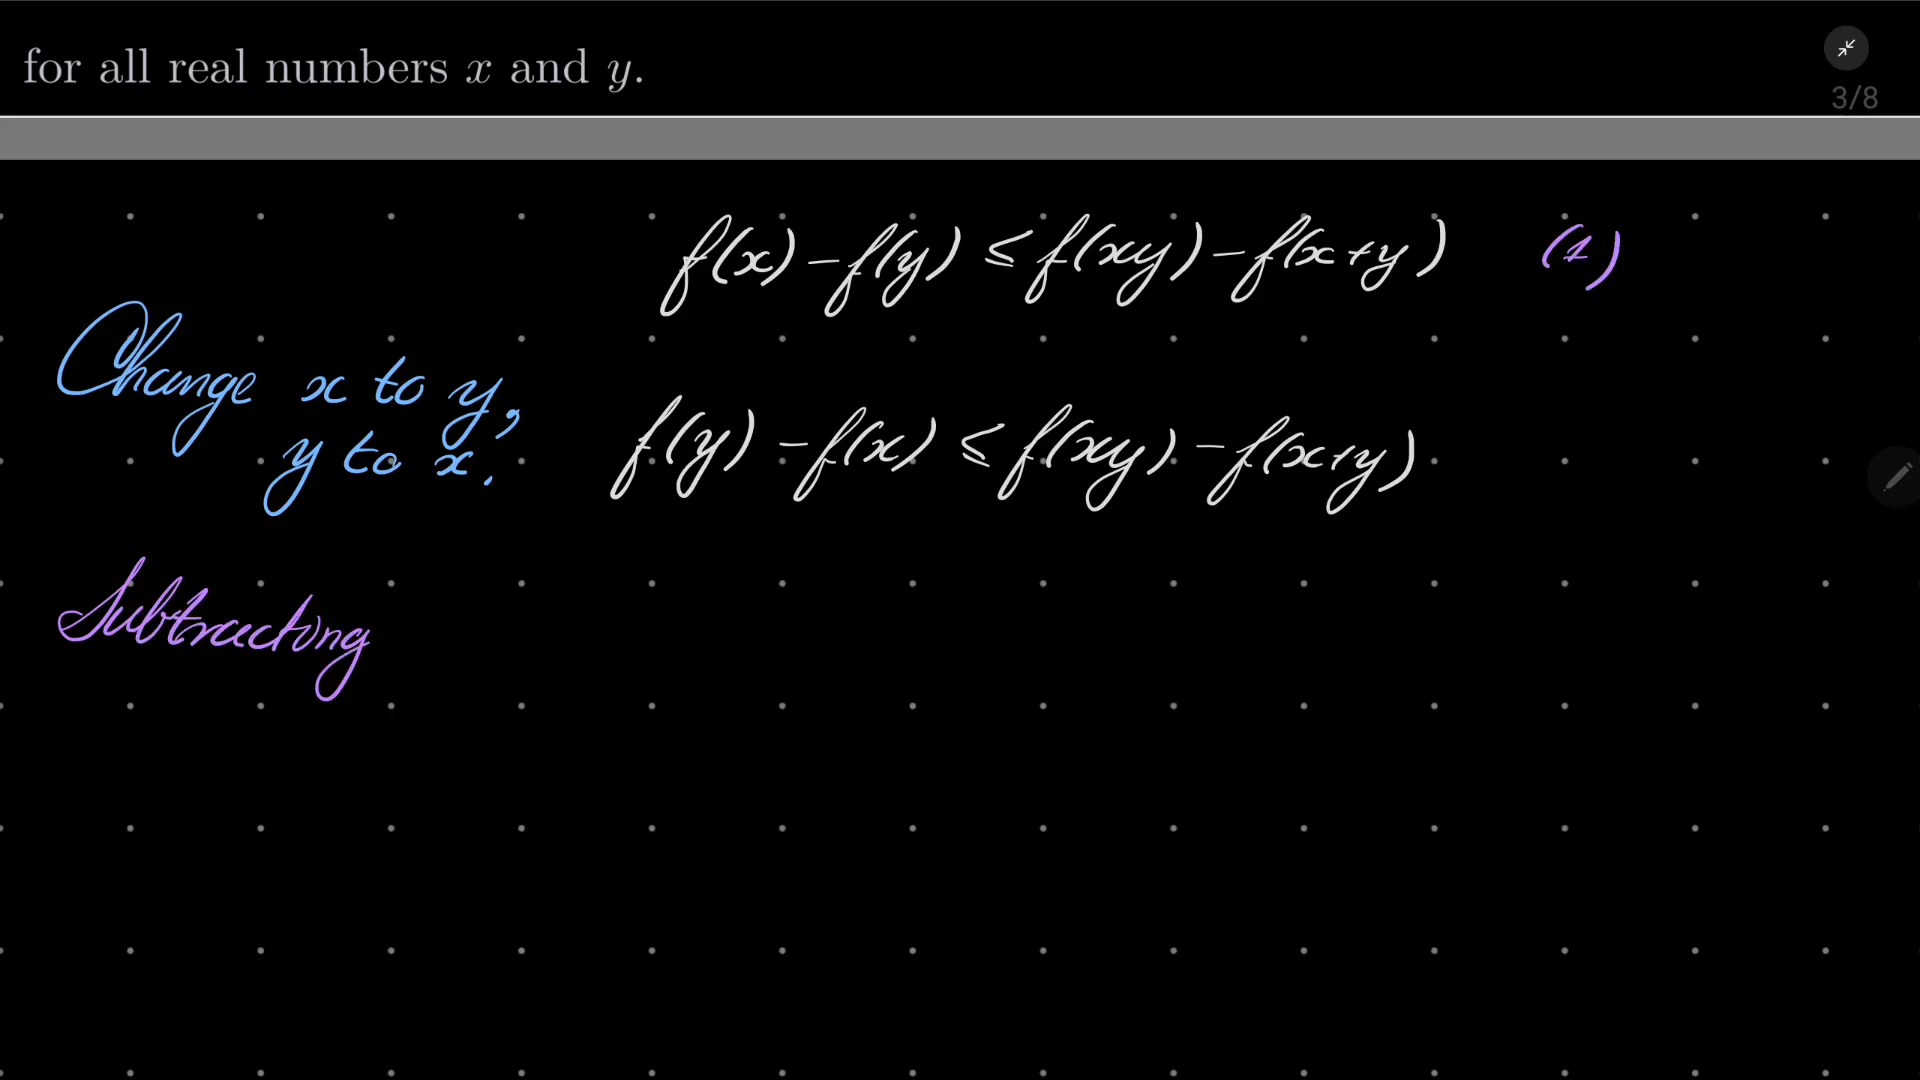 for all real numbers x and y.
3/8
f(x) - f(y) ≤ f(xy) - f(x+y) (1)
Change x to y,
y to x.
f(y) - f(x) ≤ f(xy) - f(x+y)
Subtracting